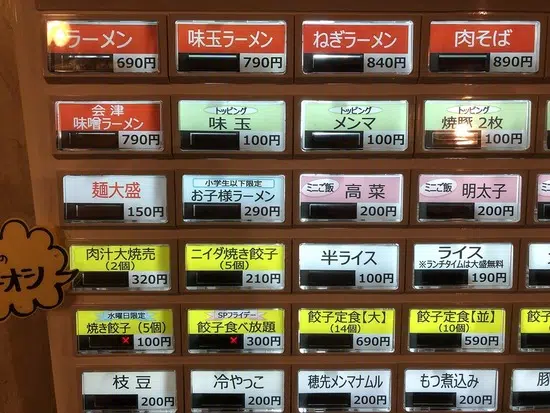 ラーメン
690円
味玉ラーメン
790円
ねぎラーメン
840円
肉そば
890円
会津
味噌ラーメン
790円
トッピング
味玉
100円
トッピング
メンマ
100円
トッピング
焼豚2枚
100円
麺大盛
150円
小学生以下限定
お子様ラーメン
290円
ミニご飯
高菜
200円
ミニご飯
明太子
200円
肉汁大焼売
(2個)
320円
ニイダ焼き餃子
(5個)
210円
半ライス
100円
ライス
※ランチタイムは大盛無料
190円
水曜日限定
焼き餃子(5個)
100円
SPフライデー
餃子食べ放題
300円
餃子定食【大】
(14個)
690円
餃子定食【並】
(10個)
590円
枝豆
200円
冷やっこ
200円
穂先メンマナムル
200円
もつ煮込み
200円
豚